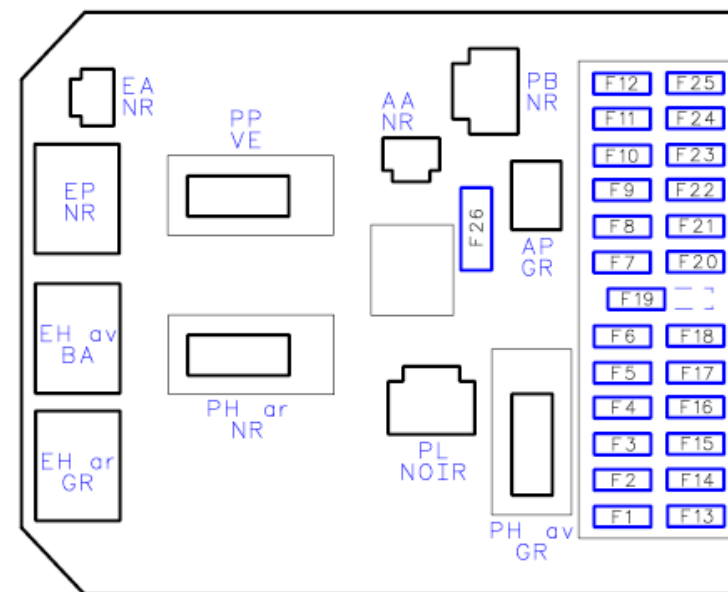 EA
NR
PP
VE
AA
NR
PB
NR
EP
NR
F26
AP
GR
EH av
BA
PH ar
NR
EH ar
GR
PL
NOIR
PH av
GR
F12 F25
F11 F24
F10 F23
F9 F22
F8 F21
F7 F20
F19
F6 F18
F5 F17
F4 F16
F3 F15
F2 F14
F1 F13